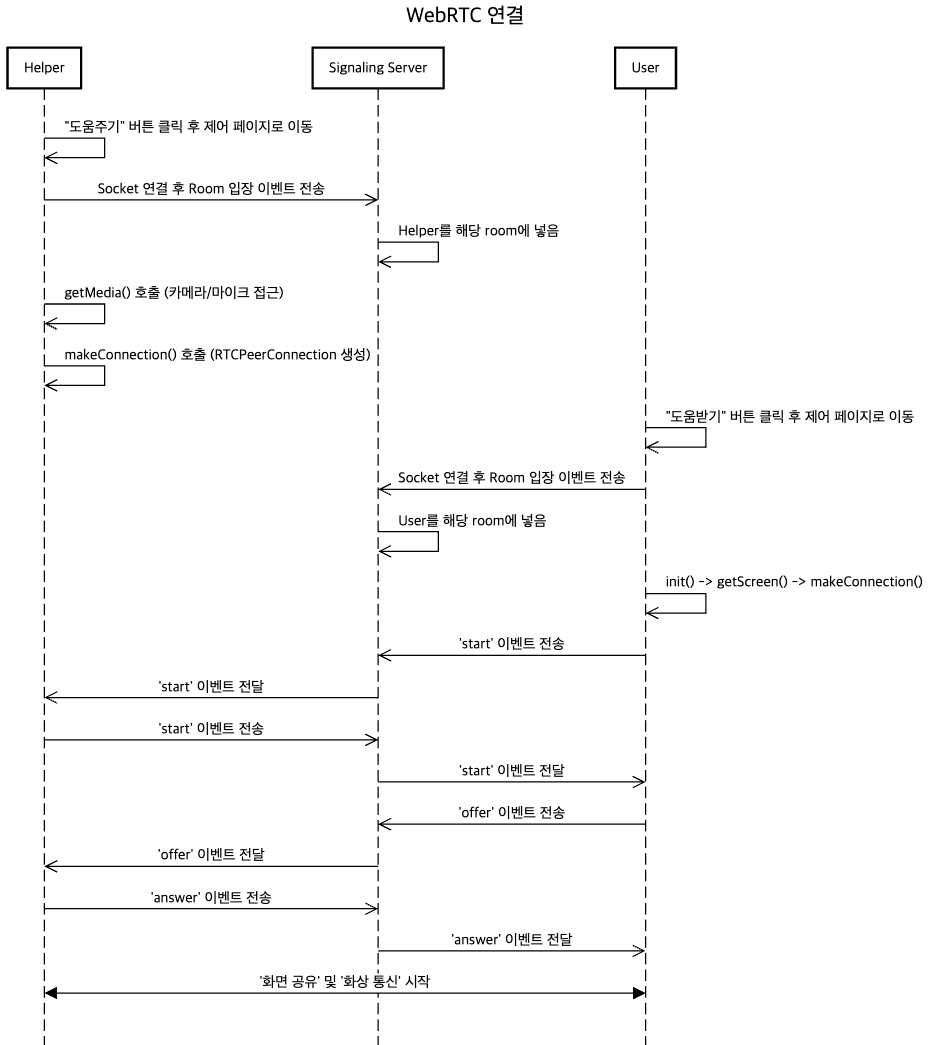 WebRTC 연결
Helper
Signaling Server
User
"도움주기" 버튼 클릭 후 제어 페이지로 이동
Socket 연결 후 Room 입장 이벤트 전송
Helper를 해당 room에 넣음
getMedia() 호출 (카메라/마이크 접근)
makeConnection() 호출 (RTCPeerConnection 생성)
"도움받기" 버튼 클릭 후 제어 페이지로 이동
Socket 연결 후 Room 입장 이벤트 전송
User를 해당 room에 넣음
init() -> getScreen() -> makeConnection()
'start' 이벤트 전송
'start' 이벤트 전달
'start' 이벤트 전송
'start' 이벤트 전달
'offer' 이벤트 전송
'offer' 이벤트 전달
'answer' 이벤트 전송
'answer' 이벤트 전달
'화면 공유' 및 '화상 통신' 시작